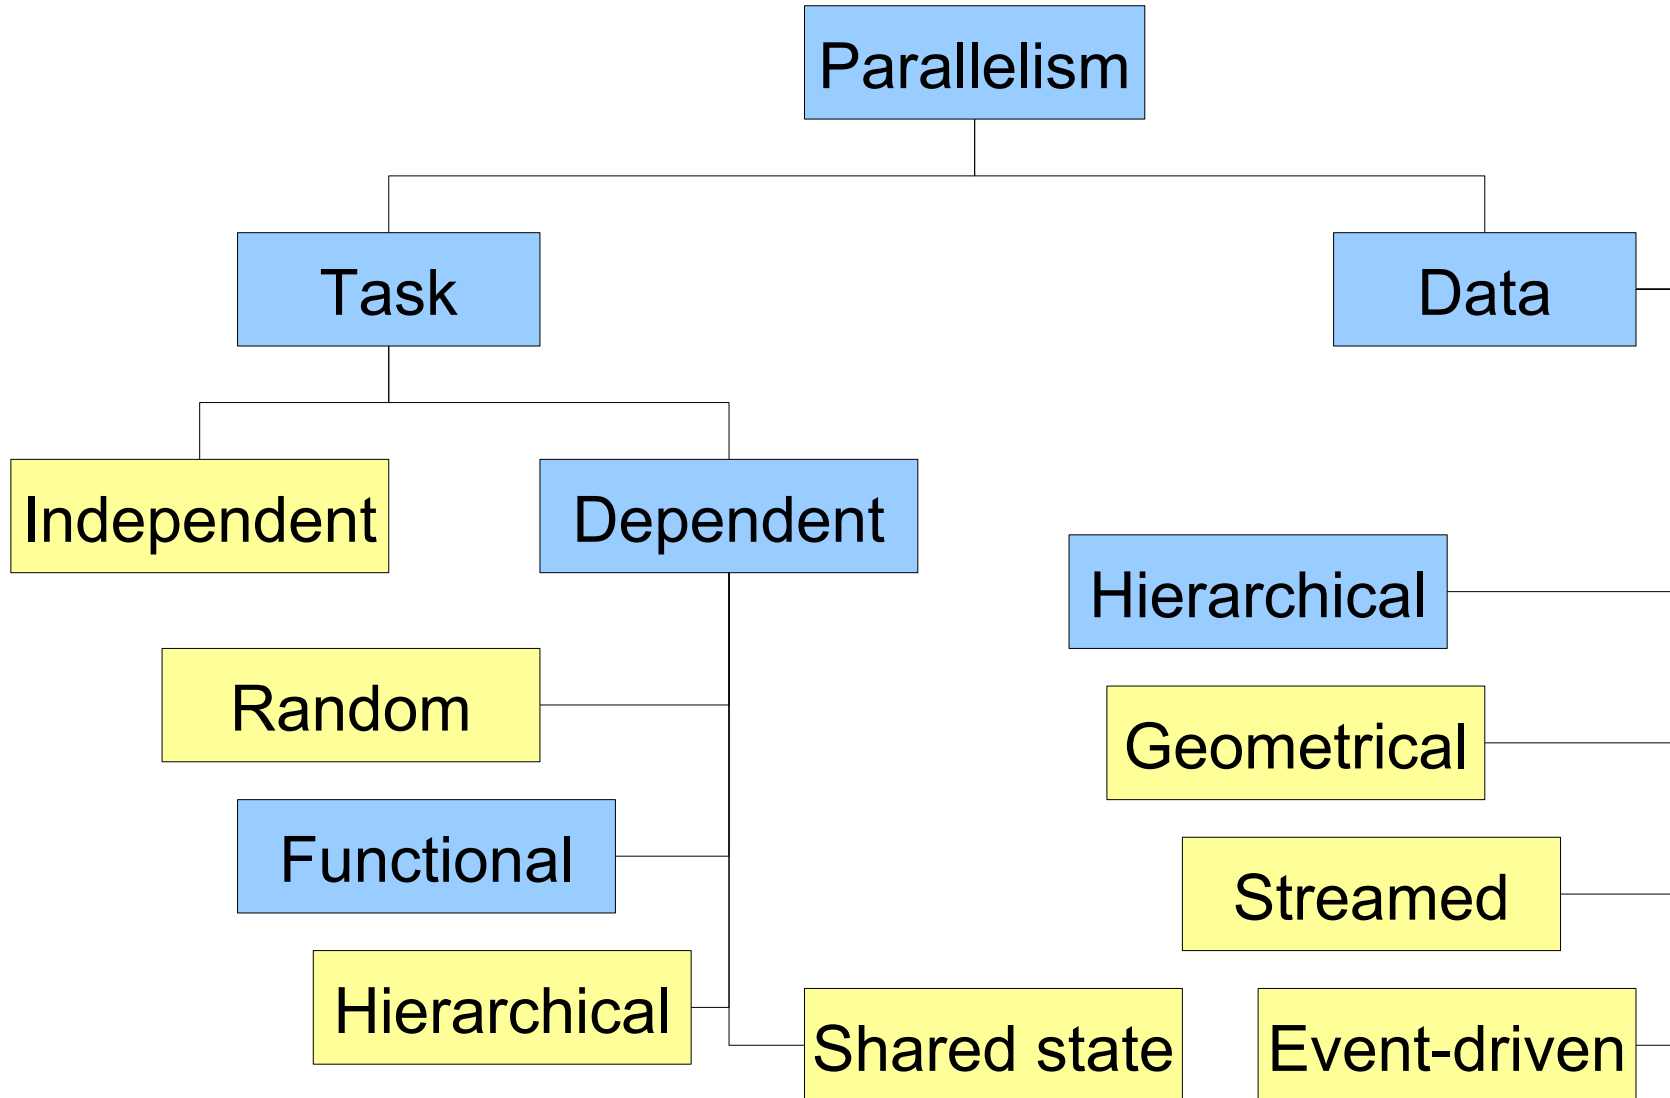 Parallelism
Task
Data
Independent
Dependent
Hierarchical
Random
Geometrical
Functional
Streamed
Hierarchical
Shared state
Event-driven